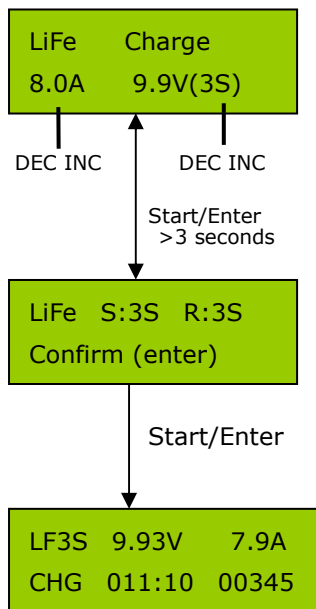 LiFe Charge
8.0A 9.9V(3S)
DEC INC DEC INC
Start/Enter
>3 seconds
LiFe S:3S R:3S
Confirm (enter)
Start/Enter
LF3S 9.93V 7.9A
CHG 011:10 00345